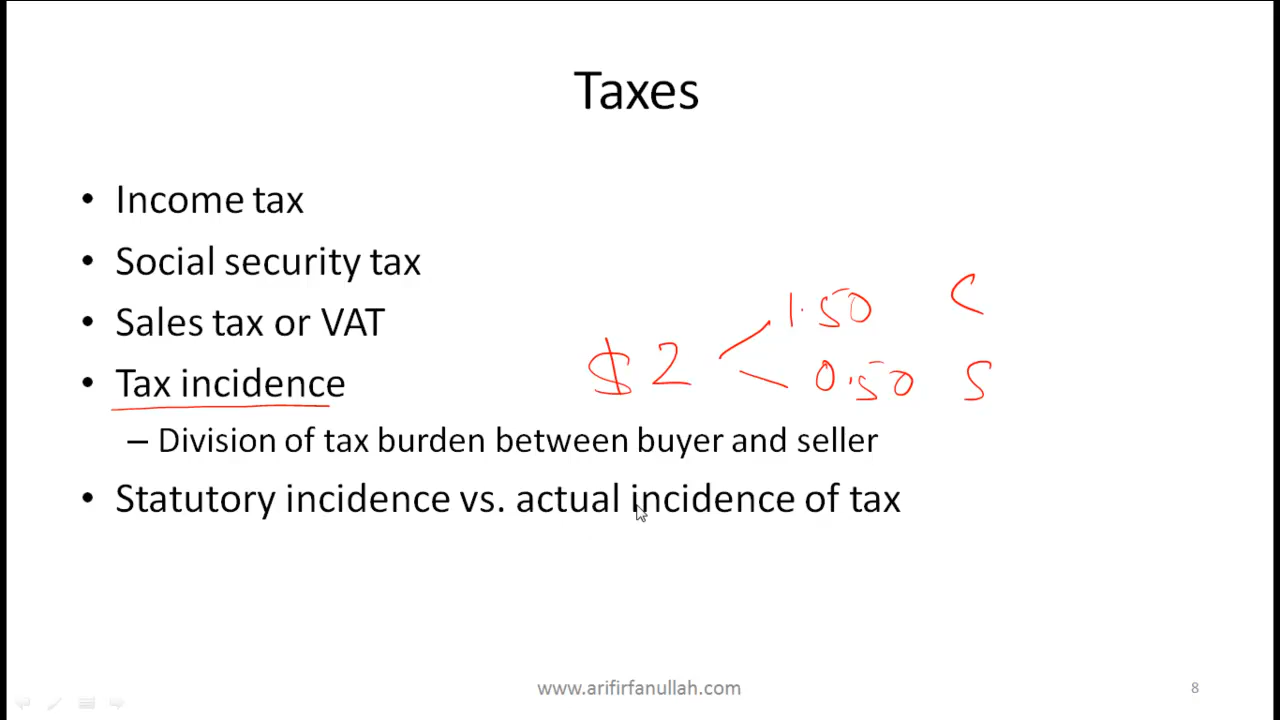 Taxes
• Income tax
• Social security tax
• Sales tax or VAT
• Tax incidence
– Division of tax burden between buyer and seller
• Statutory incidence vs. actual incidence of tax
$2
1.50 C
0.50 S
www.arifirfanullah.com
8